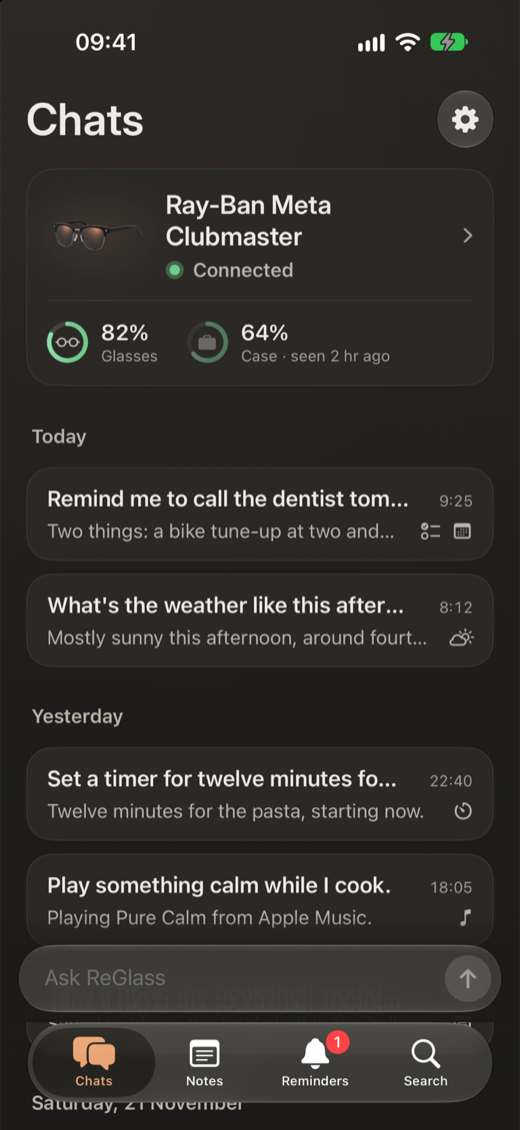 09:41
Chats
Ray-Ban Meta
Clubmaster
Connected
82%
Glasses
64%
Case · seen 2 hr ago
Today
Remind me to call the dentist tom...
9:25
Two things: a bike tune-up at two and...
What's the weather like this after...
8:12
Mostly sunny this afternoon, around fourt...
Yesterday
Set a timer for twelve minutes fo...
22:40
Twelve minutes for the pasta, starting now.
Play something calm while I cook.
18:05
Playing Pure Calm from Apple Music.
Ask ReGlass
1
Chats
Notes
Reminders
Search
Saturday, 21 November